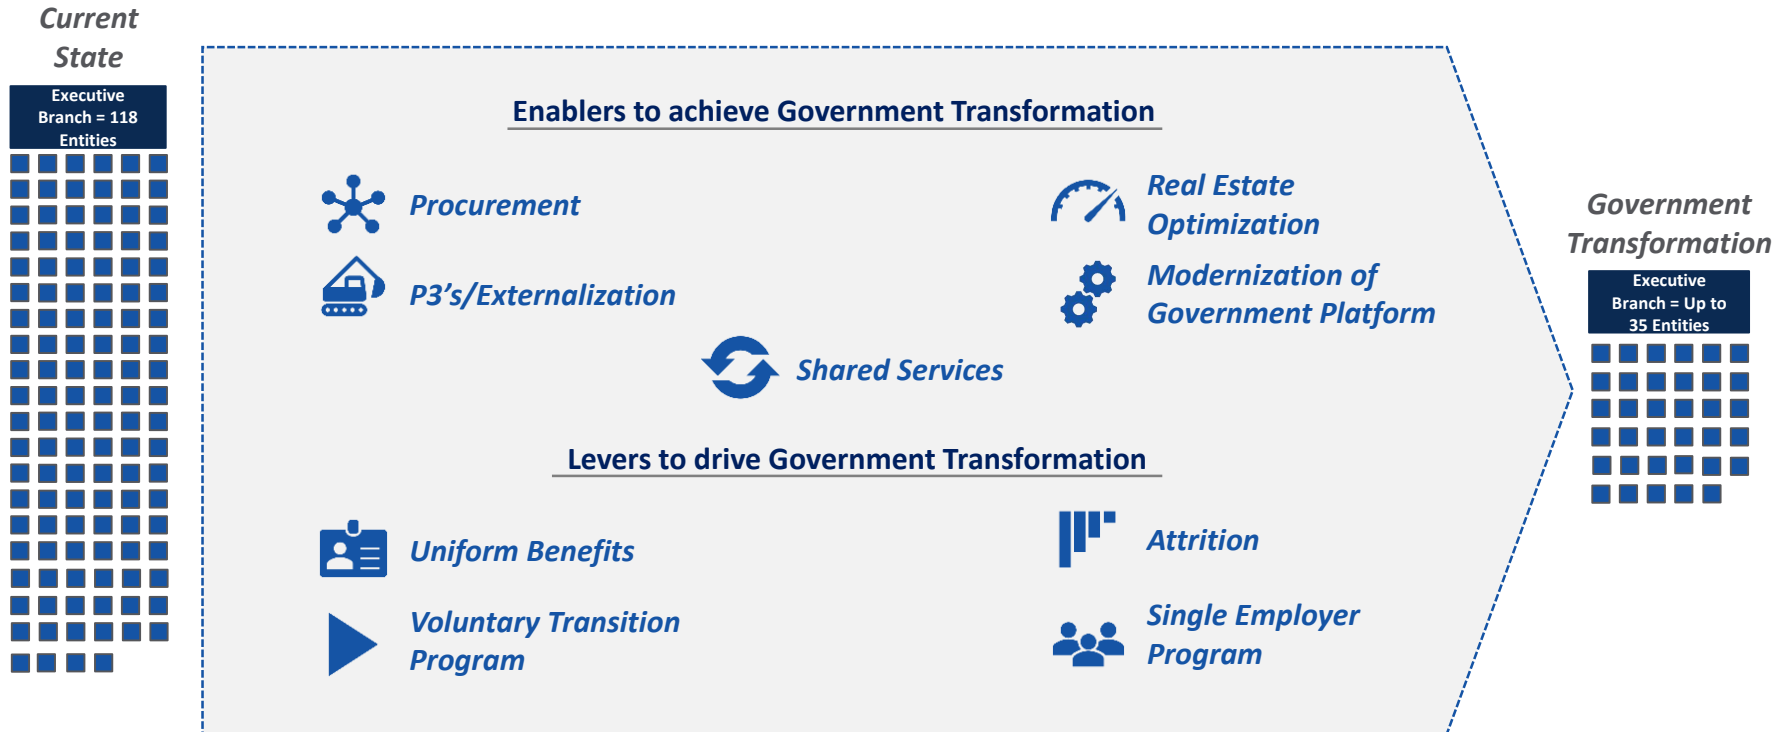 Current
State
Executive
Branch = 118
Entities
Enablers to achieve Government Transformation
Procurement
P3's/Externalization
Real Estate
Optimization
Modernization of
Government Platform
Shared Services
Levers to drive Government Transformation
Uniform Benefits
Voluntary Transition
Program
Attrition
Single Employer
Program
Government
Transformation
Executive
Branch = Up to
35 Entities